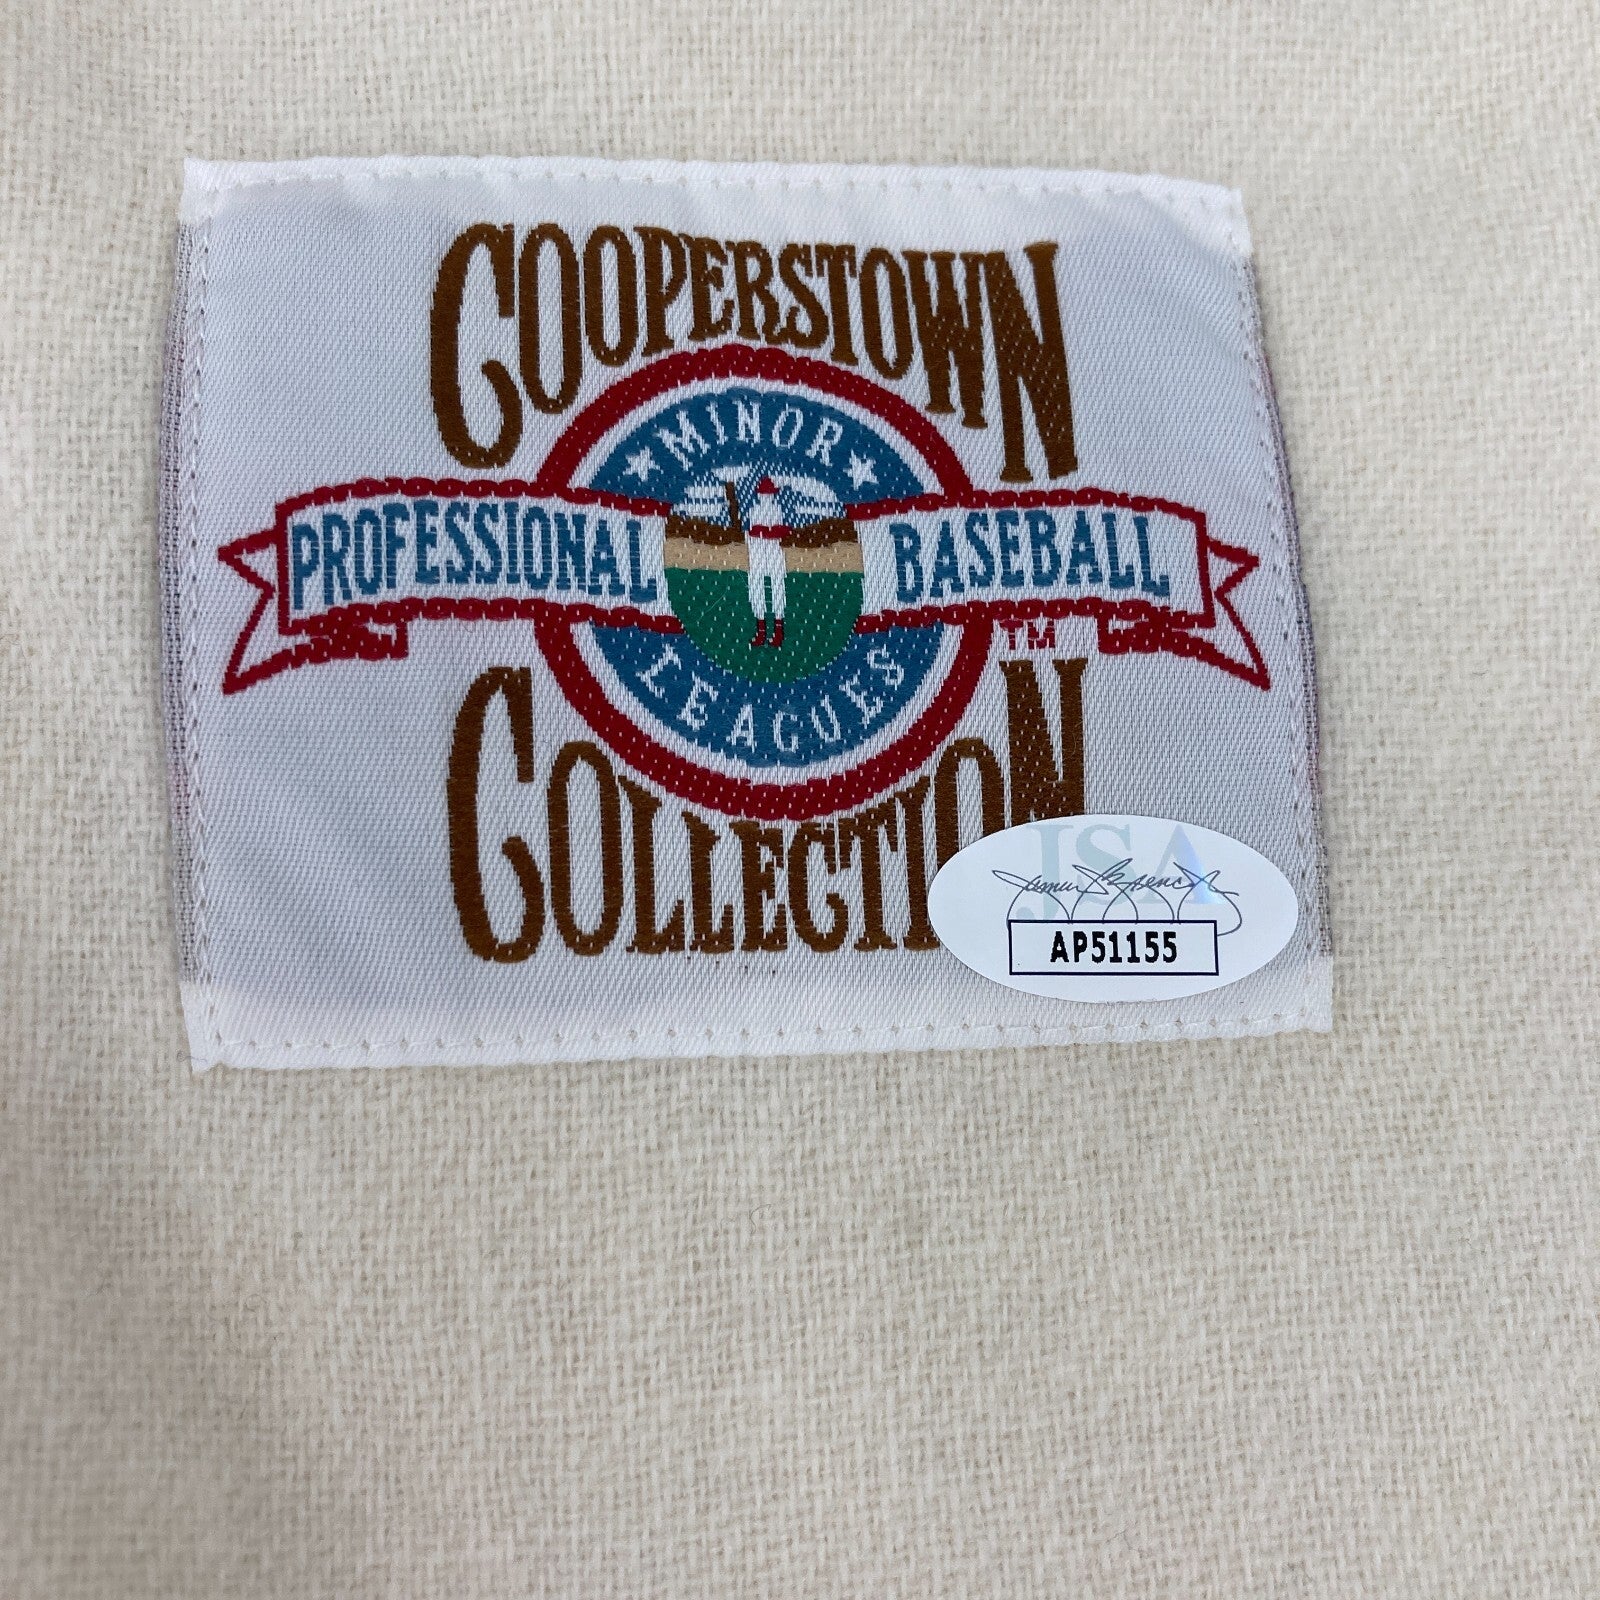 COOPERSTOWN
MINOR
PROFESSIONAL BASEBALL
TM
LEAGUES
COLLECTION
JSA
AP51155